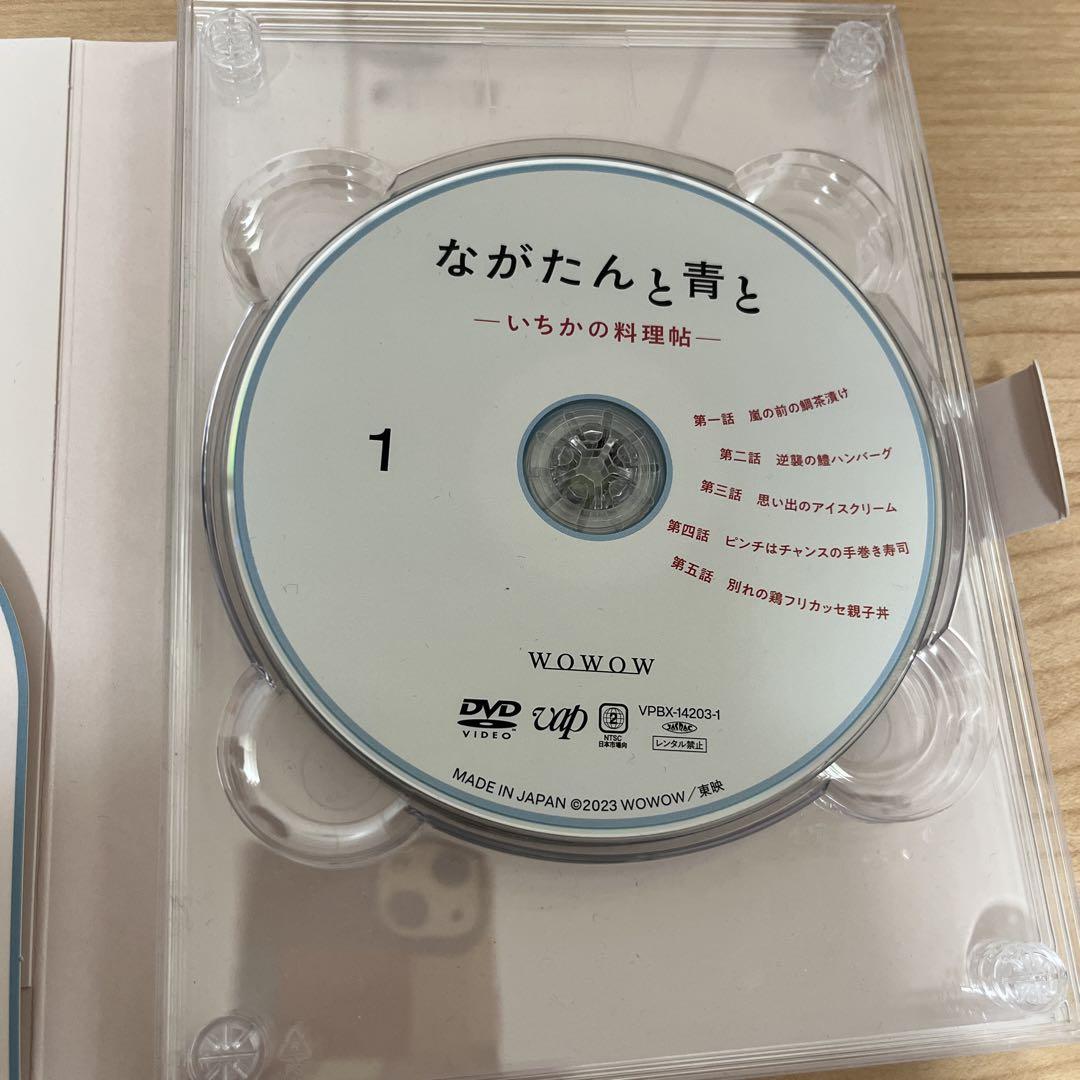 ながたんと青と
—いちかの料理帖—
1
第一話 嵐の前の鯛茶漬け
第二話 逆襲の鱧ハンバーグ
第三話 思い出のアイスクリーム
第四話 ピンチはチャンスの手巻き寿司
第五話 別れの鶏フリカッセ親子丼
WOWOW
DVD VIDEO vap 2 NTSC 日本市場向 VPBX-14203-1
JASRAC
レンタル禁止
MADE IN JAPAN ©2023 WOWOW/東映